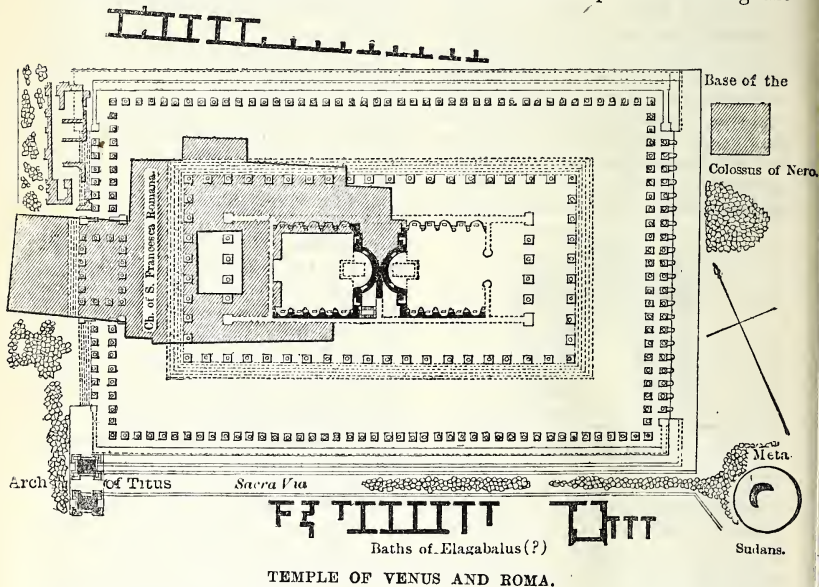 Base of the
Colossus of Nero.
Ch. of S. Francesca Romana.
Meta
Arch of Titus
Sacra Via
Baths of Elagabalus (?)
Sudans.
TEMPLE OF VENUS AND ROMA.